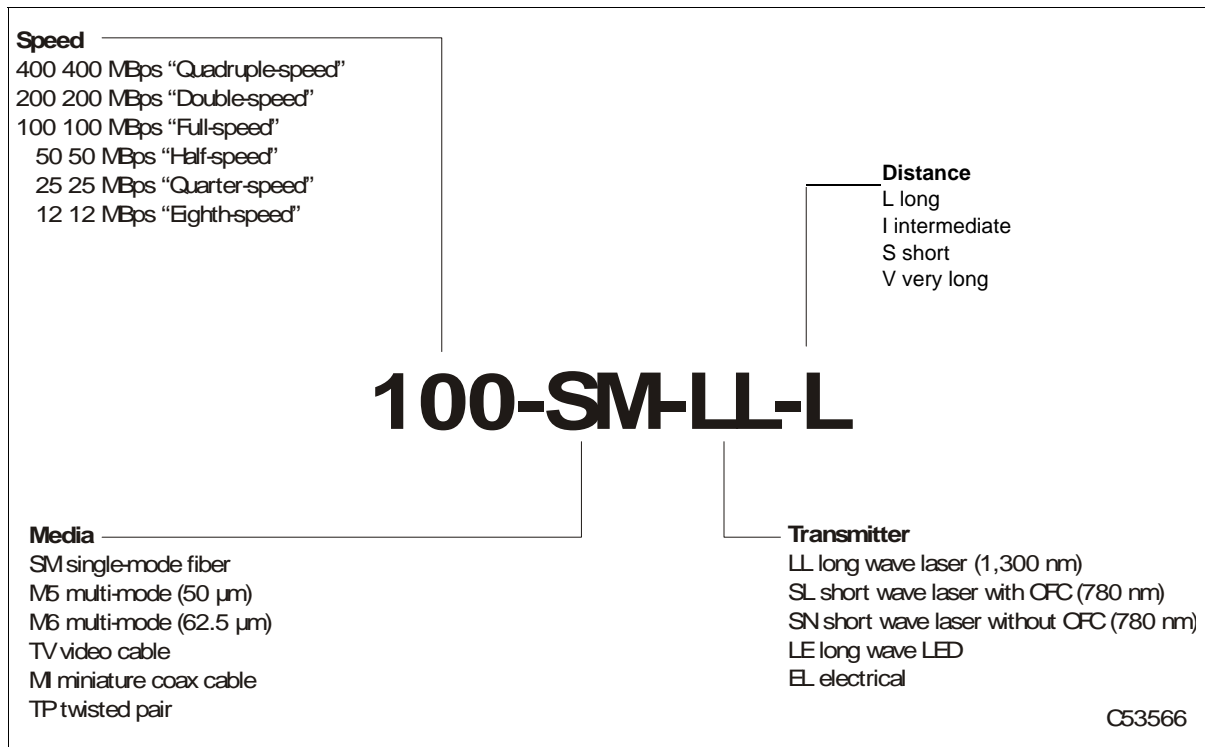 Speed
400 400 MBps “Quadruple-speed”
200 200 MBps “Double-speed”
100 100 MBps “Full-speed”
50 50 MBps “Half-speed”
25 25 MBps “Quarter-speed”
12 12 MBps “Eighth-speed”
Distance
L long
I intermediate
S short
V very long
100-SM-LL-L
Media
SM single-mode fiber
M5 multi-mode (50 µm)
M6 multi-mode (62.5 µm)
TV video cable
MI miniature coax cable
TP twisted pair
Transmitter
LL long wave laser (1,300 nm)
SL short wave laser with OFC (780 nm)
SN short wave laser without OFC (780 nm)
LE long wave LED
EL electrical
C53566